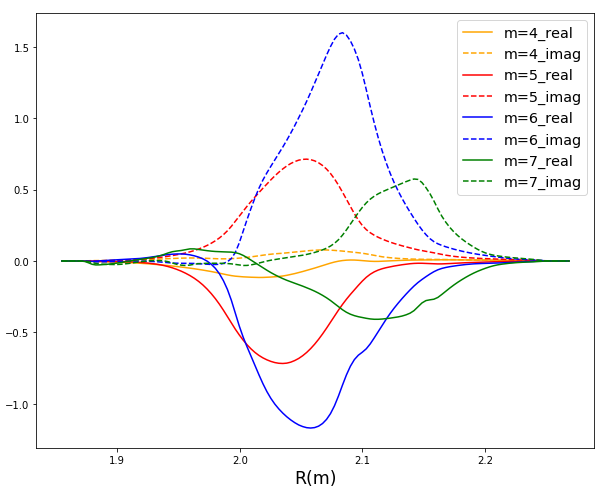 m=4_real
m=4_imag
m=5_real
m=5_imag
m=6_real
m=6_imag
m=7_real
m=7_imag
1.5
1.0
0.5
0.0
−0.5
−1.0
1.9 2.0 2.1 2.2
R(m)